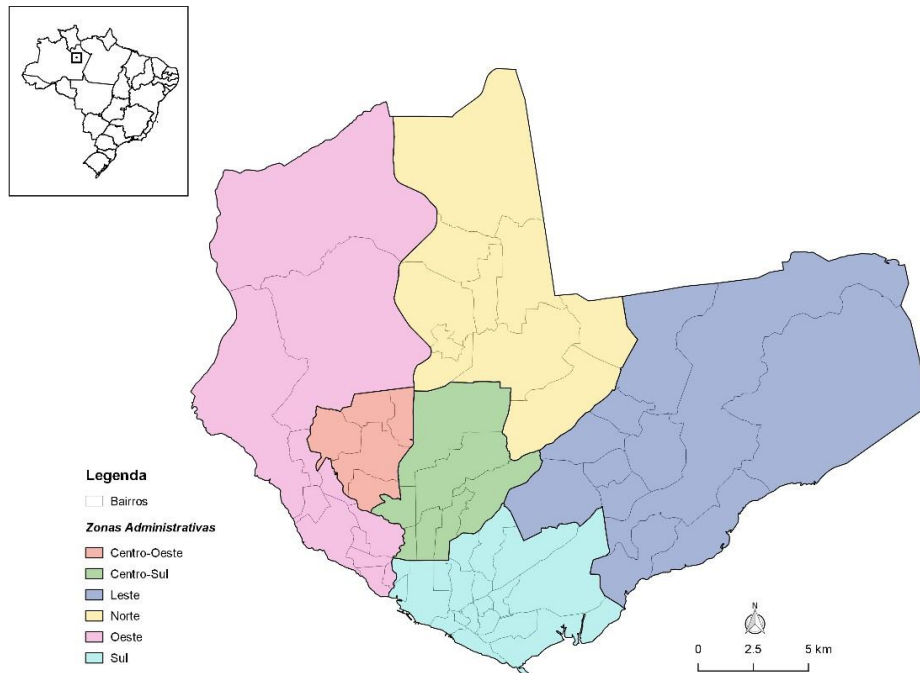 Legenda
Bairros
Zonas Administrativas
Centro-Oeste
Centro-Sul
Leste
Norte
Oeste
Sul
N
0 2.5 5 km